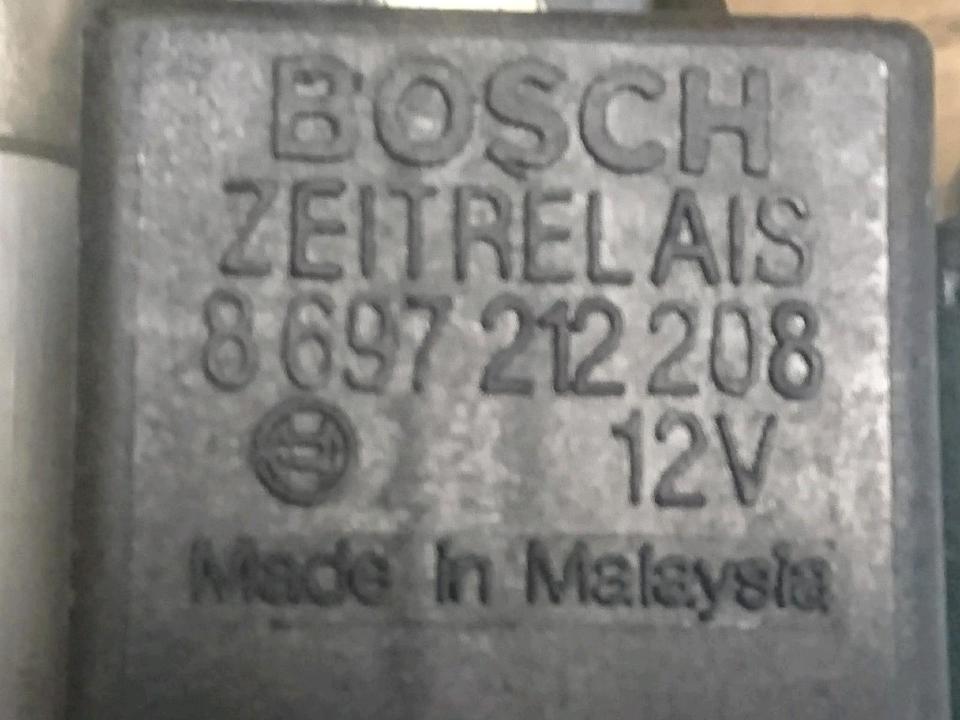 BOSCH
ZEITRELAIS
8 697 212 208
12V
Made in Malaysia